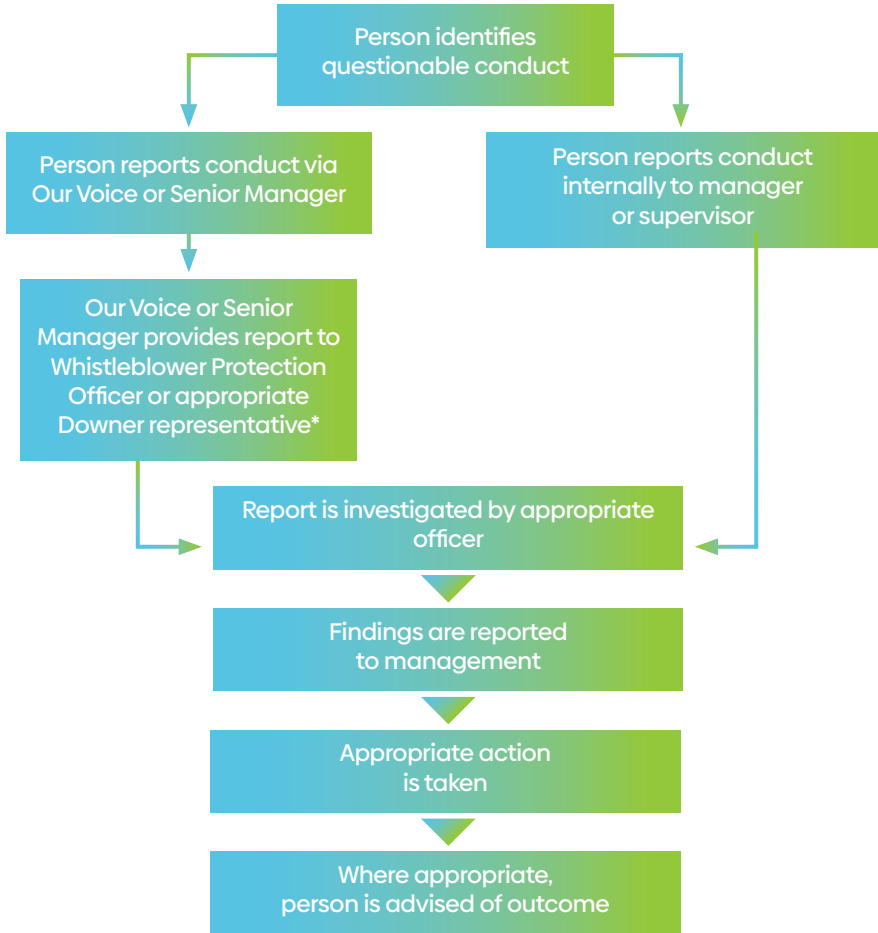 Person identifies
questionable conduct
Person reports conduct via
Our Voice or Senior Manager
Person reports conduct
internally to manager
or supervisor
Our Voice or Senior
Manager provides report to
Whistleblower Protection
Officer or appropriate
Downer representative*
Report is investigated by appropriate
officer
Findings are reported
to management
Appropriate action
is taken
Where appropriate,
person is advised of outcome